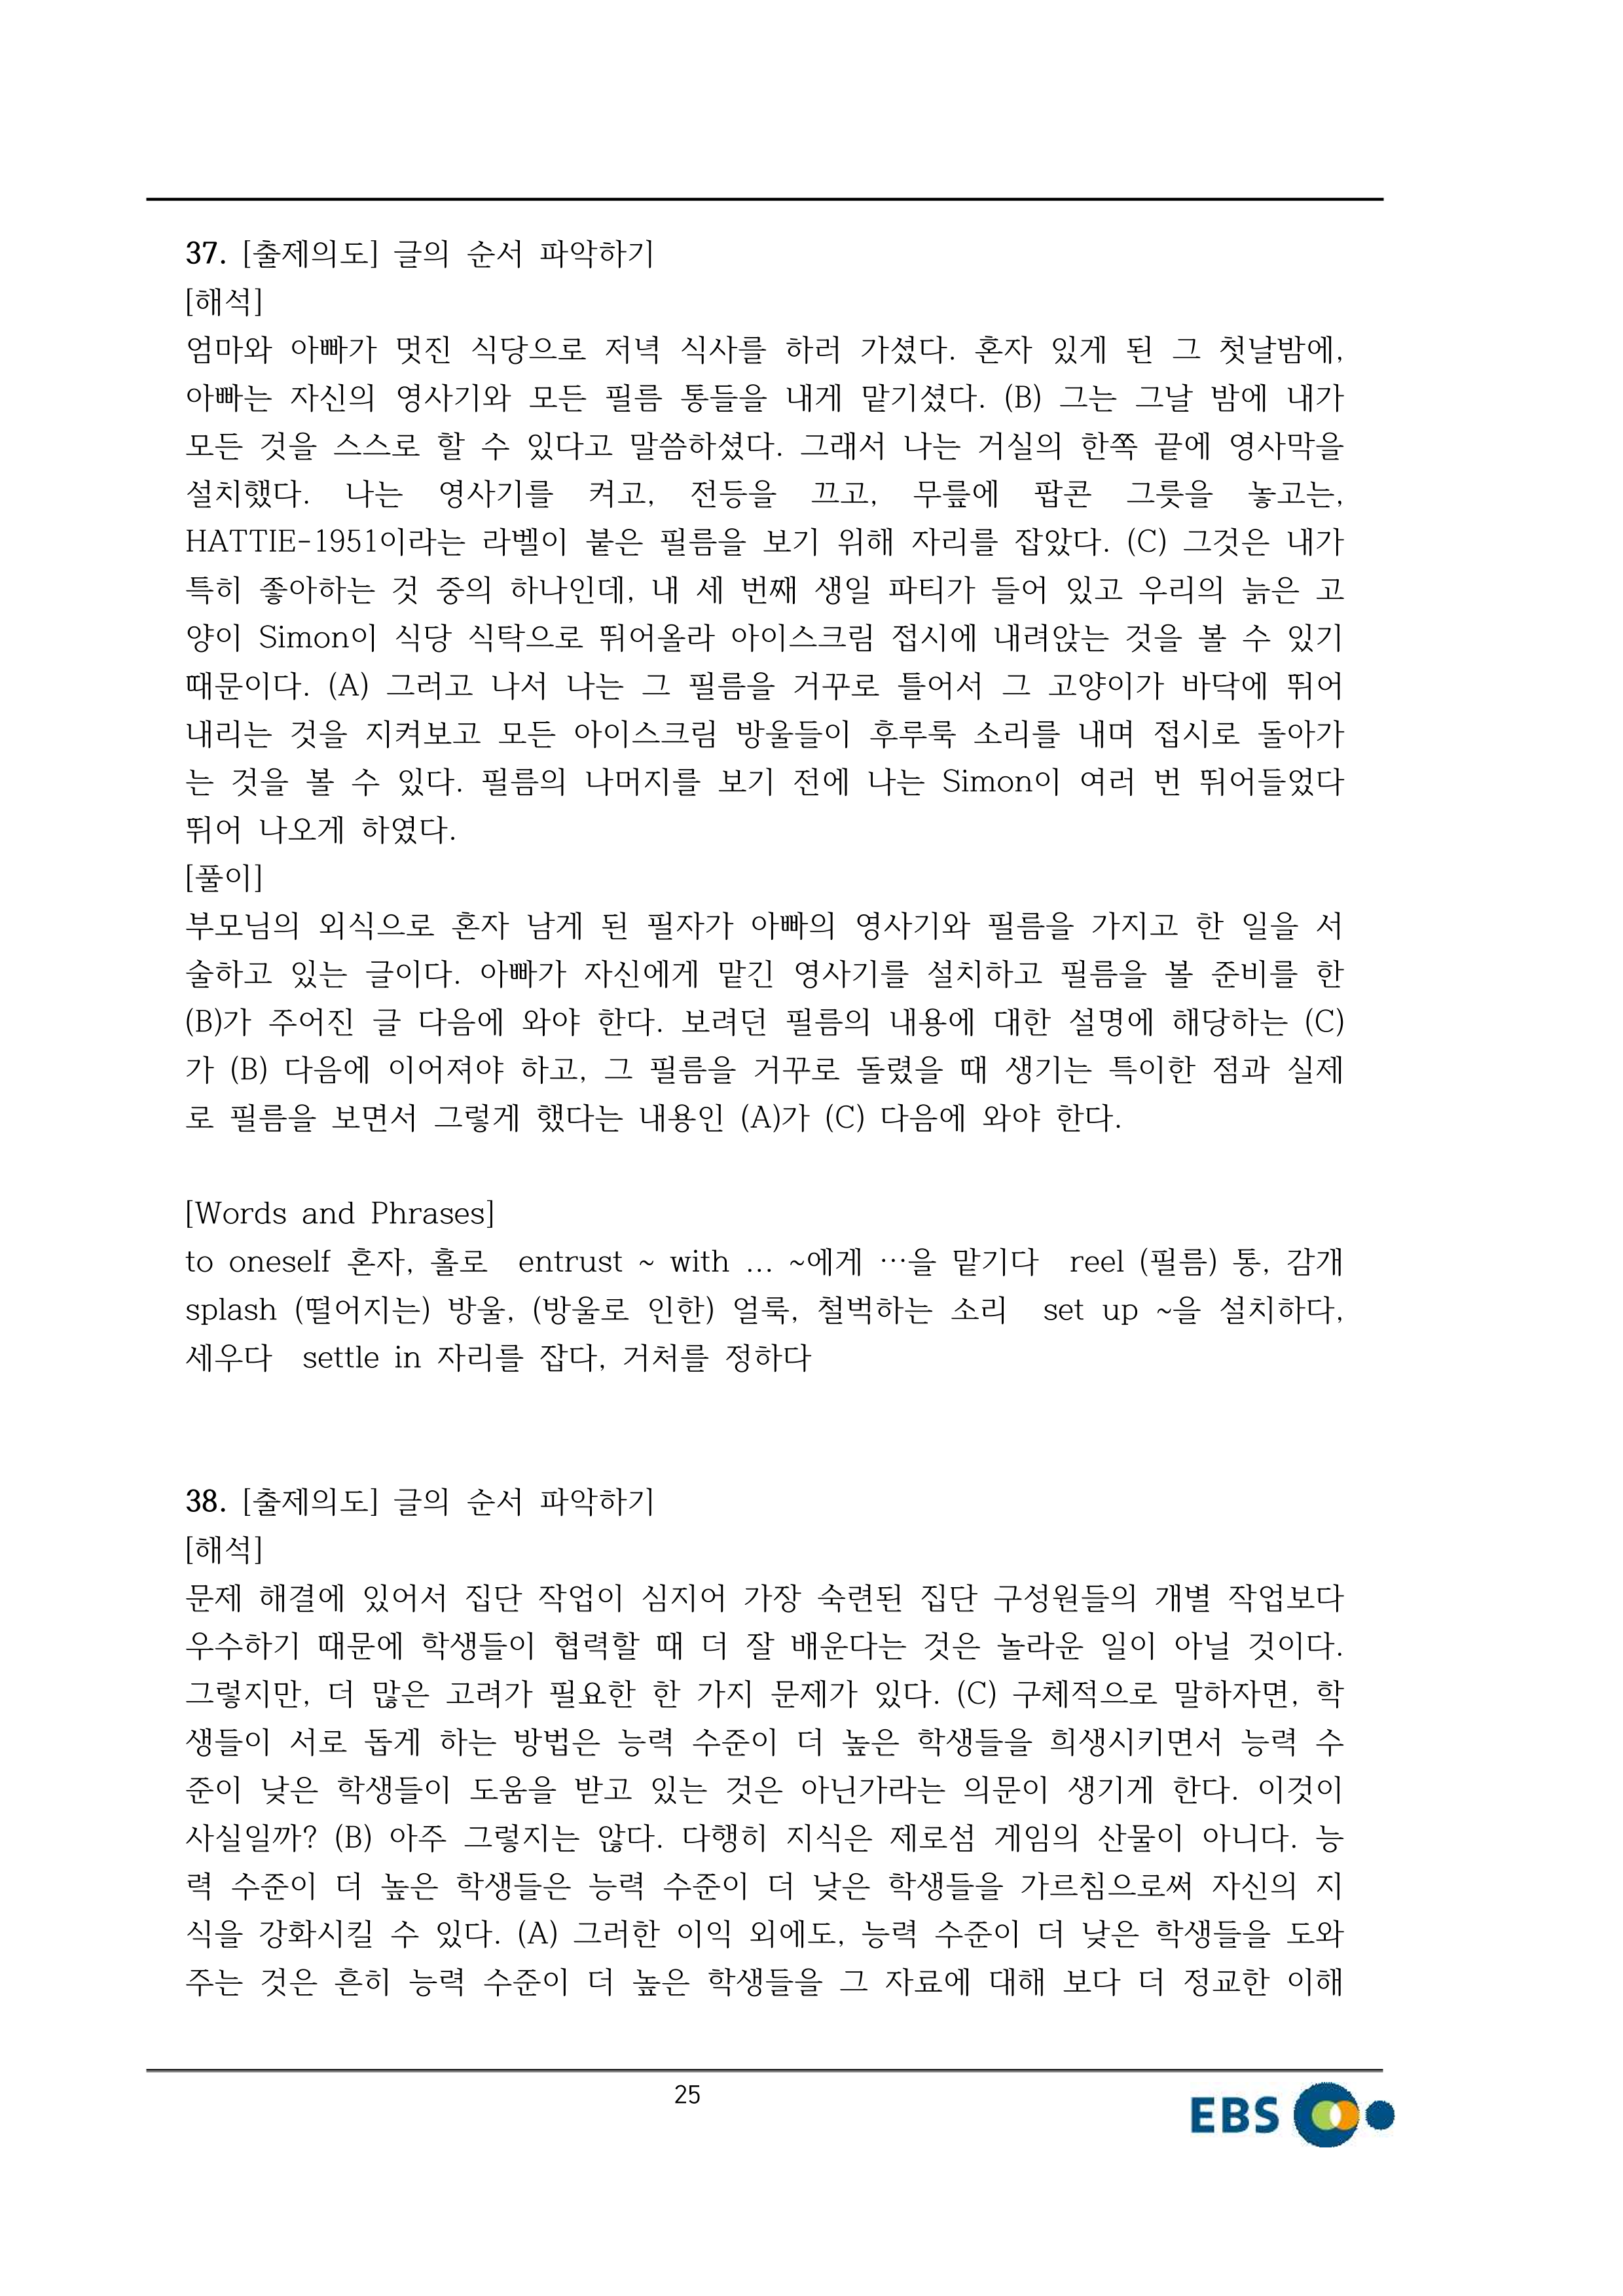 37. [출제의도] 글의 순서 파악하기
[해석]
엄마와 아빠가 멋진 식당으로 저녁 식사를 하러 가셨다. 혼자 있게 된 그 첫날밤에,
아빠는 자신의 영사기와 모든 필름 통들을 내게 맡기셨다. (B) 그는 그날 밤에 내가
모든 것을 스스로 할 수 있다고 말씀하셨다. 그래서 나는 거실의 한쪽 끝에 영사막을
설치했다. 나는 영사기를 켜고, 전등을 끄고, 무릎에 팝콘 그릇을 놓고는,
HATTIE-1951이라는 라벨이 붙은 필름을 보기 위해 자리를 잡았다. (C) 그것은 내가
특히 좋아하는 것 중의 하나인데, 내 세 번째 생일 파티가 들어 있고 우리의 늙은 고
양이 Simon이 식당 식탁으로 뛰어올라 아이스크림 접시에 내려앉는 것을 볼 수 있기
때문이다. (A) 그러고 나서 나는 그 필름을 거꾸로 틀어서 그 고양이가 바닥에 뛰어
내리는 것을 지켜보고 모든 아이스크림 방울들이 후루룩 소리를 내며 접시로 돌아가
는 것을 볼 수 있다. 필름의 나머지를 보기 전에 나는 Simon이 여러 번 뛰어들었다
뛰어 나오게 하였다.
[풀이]
부모님의 외식으로 혼자 남게 된 필자가 아빠의 영사기와 필름을 가지고 한 일을 서
술하고 있는 글이다. 아빠가 자신에게 맡긴 영사기를 설치하고 필름을 볼 준비를 한
(B)가 주어진 글 다음에 와야 한다. 보려던 필름의 내용에 대한 설명에 해당하는 (C)
가 (B) 다음에 이어져야 하고, 그 필름을 거꾸로 돌렸을 때 생기는 특이한 점과 실제
로 필름을 보면서 그렇게 했다는 내용인 (A)가 (C) 다음에 와야 한다.
[Words and Phrases]
to oneself 혼자, 홀로 entrust ~ with ... ~에게 …을 맡기다 reel (필름) 통, 감개
splash (떨어지는) 방울, (방울로 인한) 얼룩, 철벅하는 소리 set up ~을 설치하다,
세우다 settle in 자리를 잡다, 거처를 정하다
38. [출제의도] 글의 순서 파악하기
[해석]
문제 해결에 있어서 집단 작업이 심지어 가장 숙련된 집단 구성원들의 개별 작업보다
우수하기 때문에 학생들이 협력할 때 더 잘 배운다는 것은 놀라운 일이 아닐 것이다.
그렇지만, 더 많은 고려가 필요한 한 가지 문제가 있다. (C) 구체적으로 말하자면, 학
생들이 서로 돕게 하는 방법은 능력 수준이 더 높은 학생들을 희생시키면서 능력 수
준이 낮은 학생들이 도움을 받고 있는 것은 아닌가라는 의문이 생기게 한다. 이것이
사실일까? (B) 아주 그렇지는 않다. 다행히 지식은 제로섬 게임의 산물이 아니다. 능
력 수준이 더 높은 학생들은 능력 수준이 더 낮은 학생들을 가르침으로써 자신의 지
식을 강화시킬 수 있다. (A) 그러한 이익 외에도, 능력 수준이 더 낮은 학생들을 도와
주는 것은 흔히 능력 수준이 더 높은 학생들을 그 자료에 대해 보다 더 정교한 이해
25
EBS